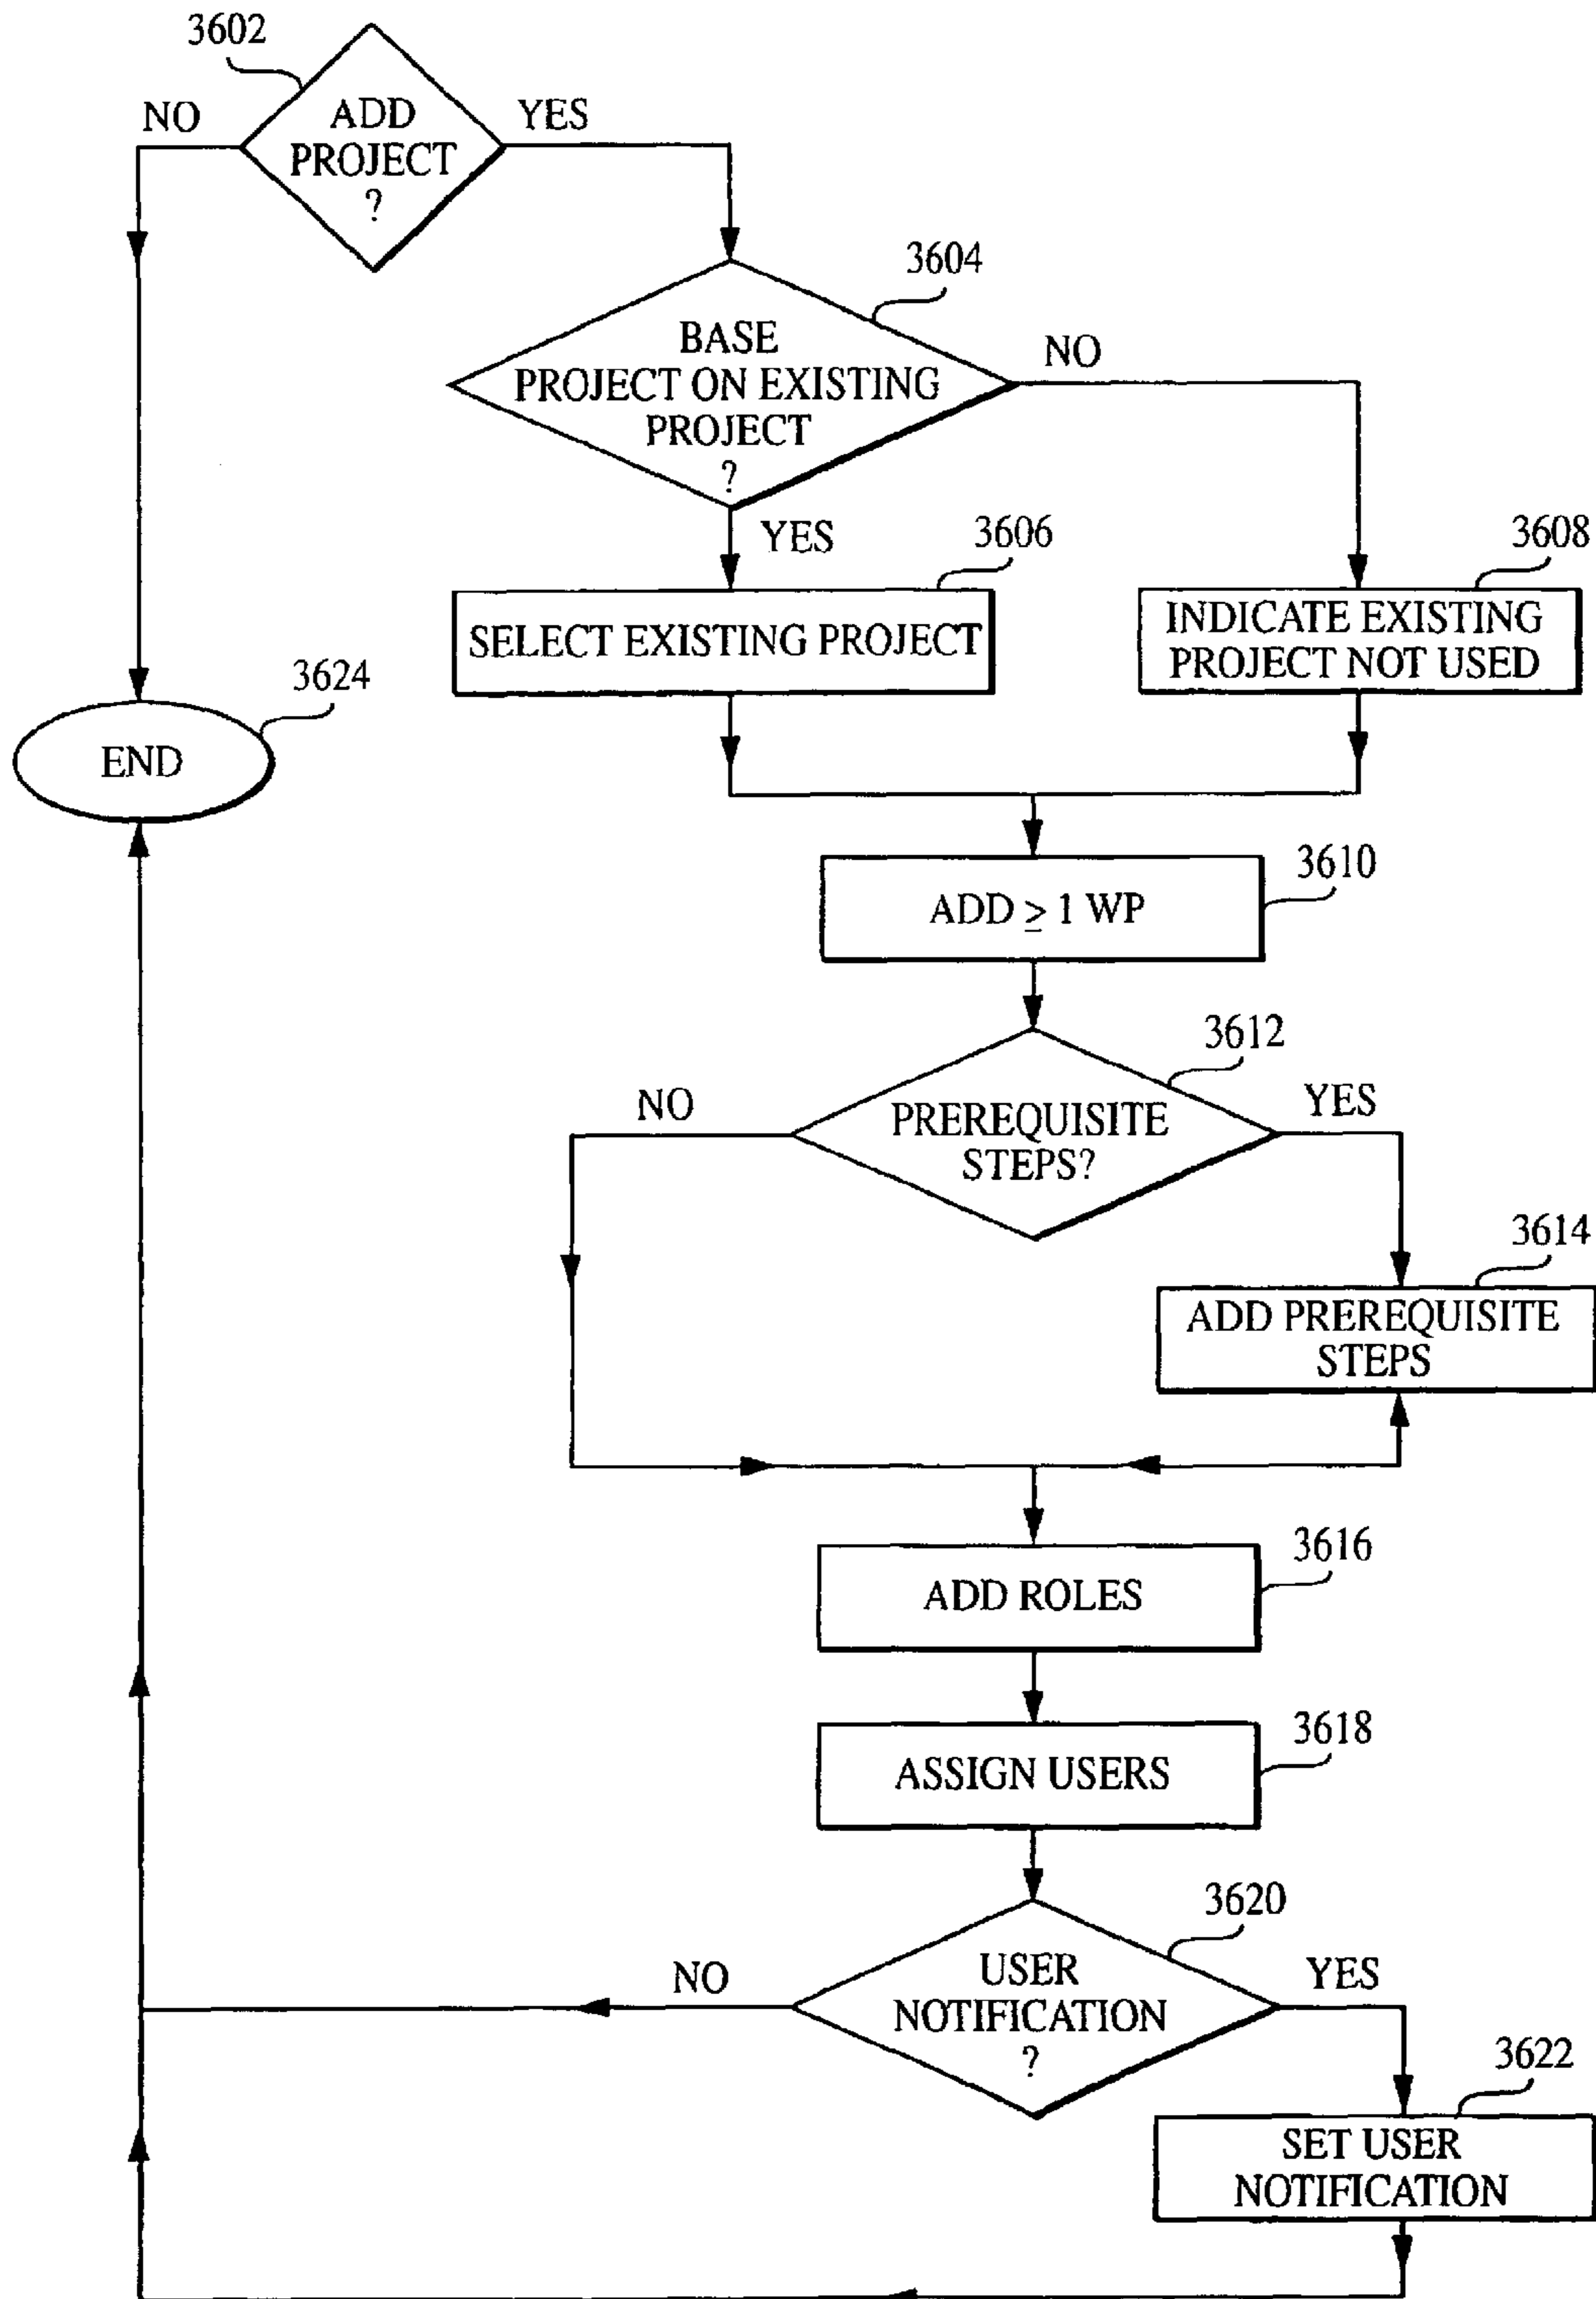 3602
NO
ADD
PROJECT
?
YES
3604
BASE
PROJECT ON EXISTING
PROJECT
?
NO
YES
3606
SELECT EXISTING PROJECT
3608
INDICATE EXISTING
PROJECT NOT USED
3624
END
3610
ADD ≥ 1 WP
3612
NO
PREREQUISITE
STEPS?
YES
3614
ADD PREREQUISITE
STEPS
3616
ADD ROLES
3618
ASSIGN USERS
3620
NO
USER
NOTIFICATION
?
YES
3622
SET USER
NOTIFICATION